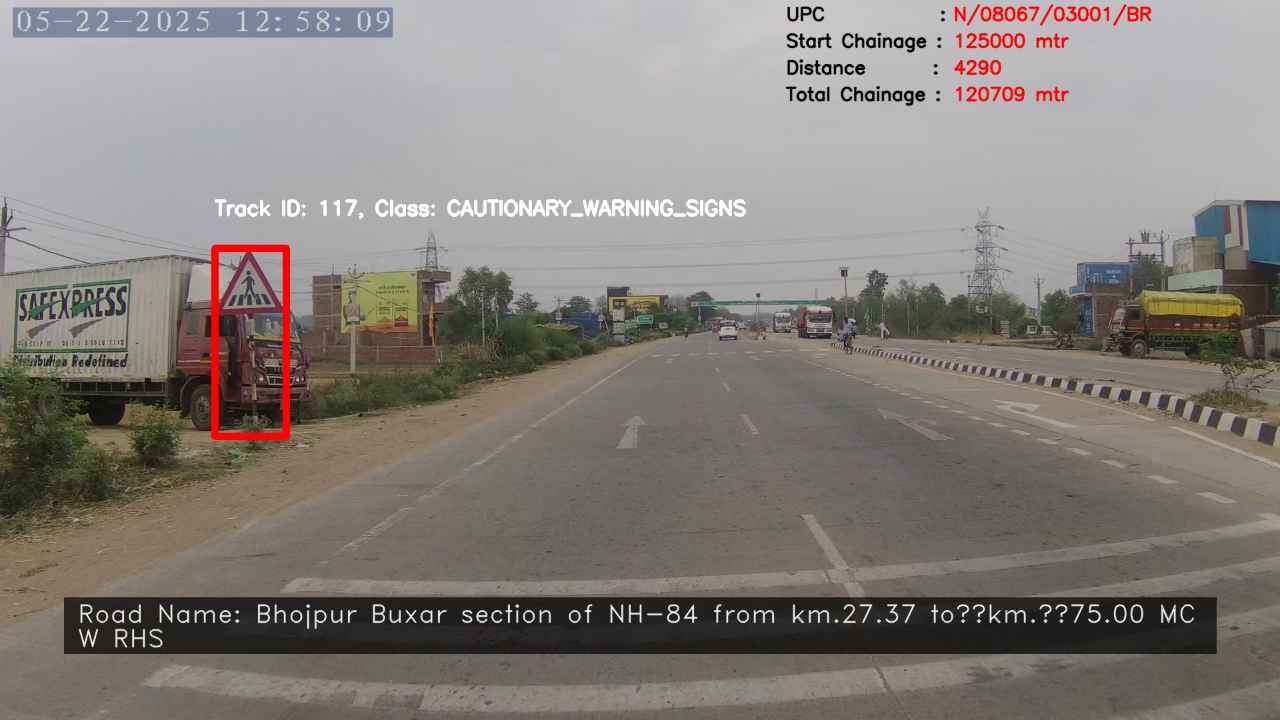 05-22-2025 12:58:09
UPC : N/08067/03001/BR
Start Chainage : 125000 mtr
Distance : 4290
Total Chainage : 120709 mtr
Track ID: 117, Class: CAUTIONARY_WARNING_SIGNS
SAFEXPRESS
Distribution Redefined
Road Name: Bhojpur Buxar section of NH-84 from km.27.37 to??km.??75.00 MC
W RHS